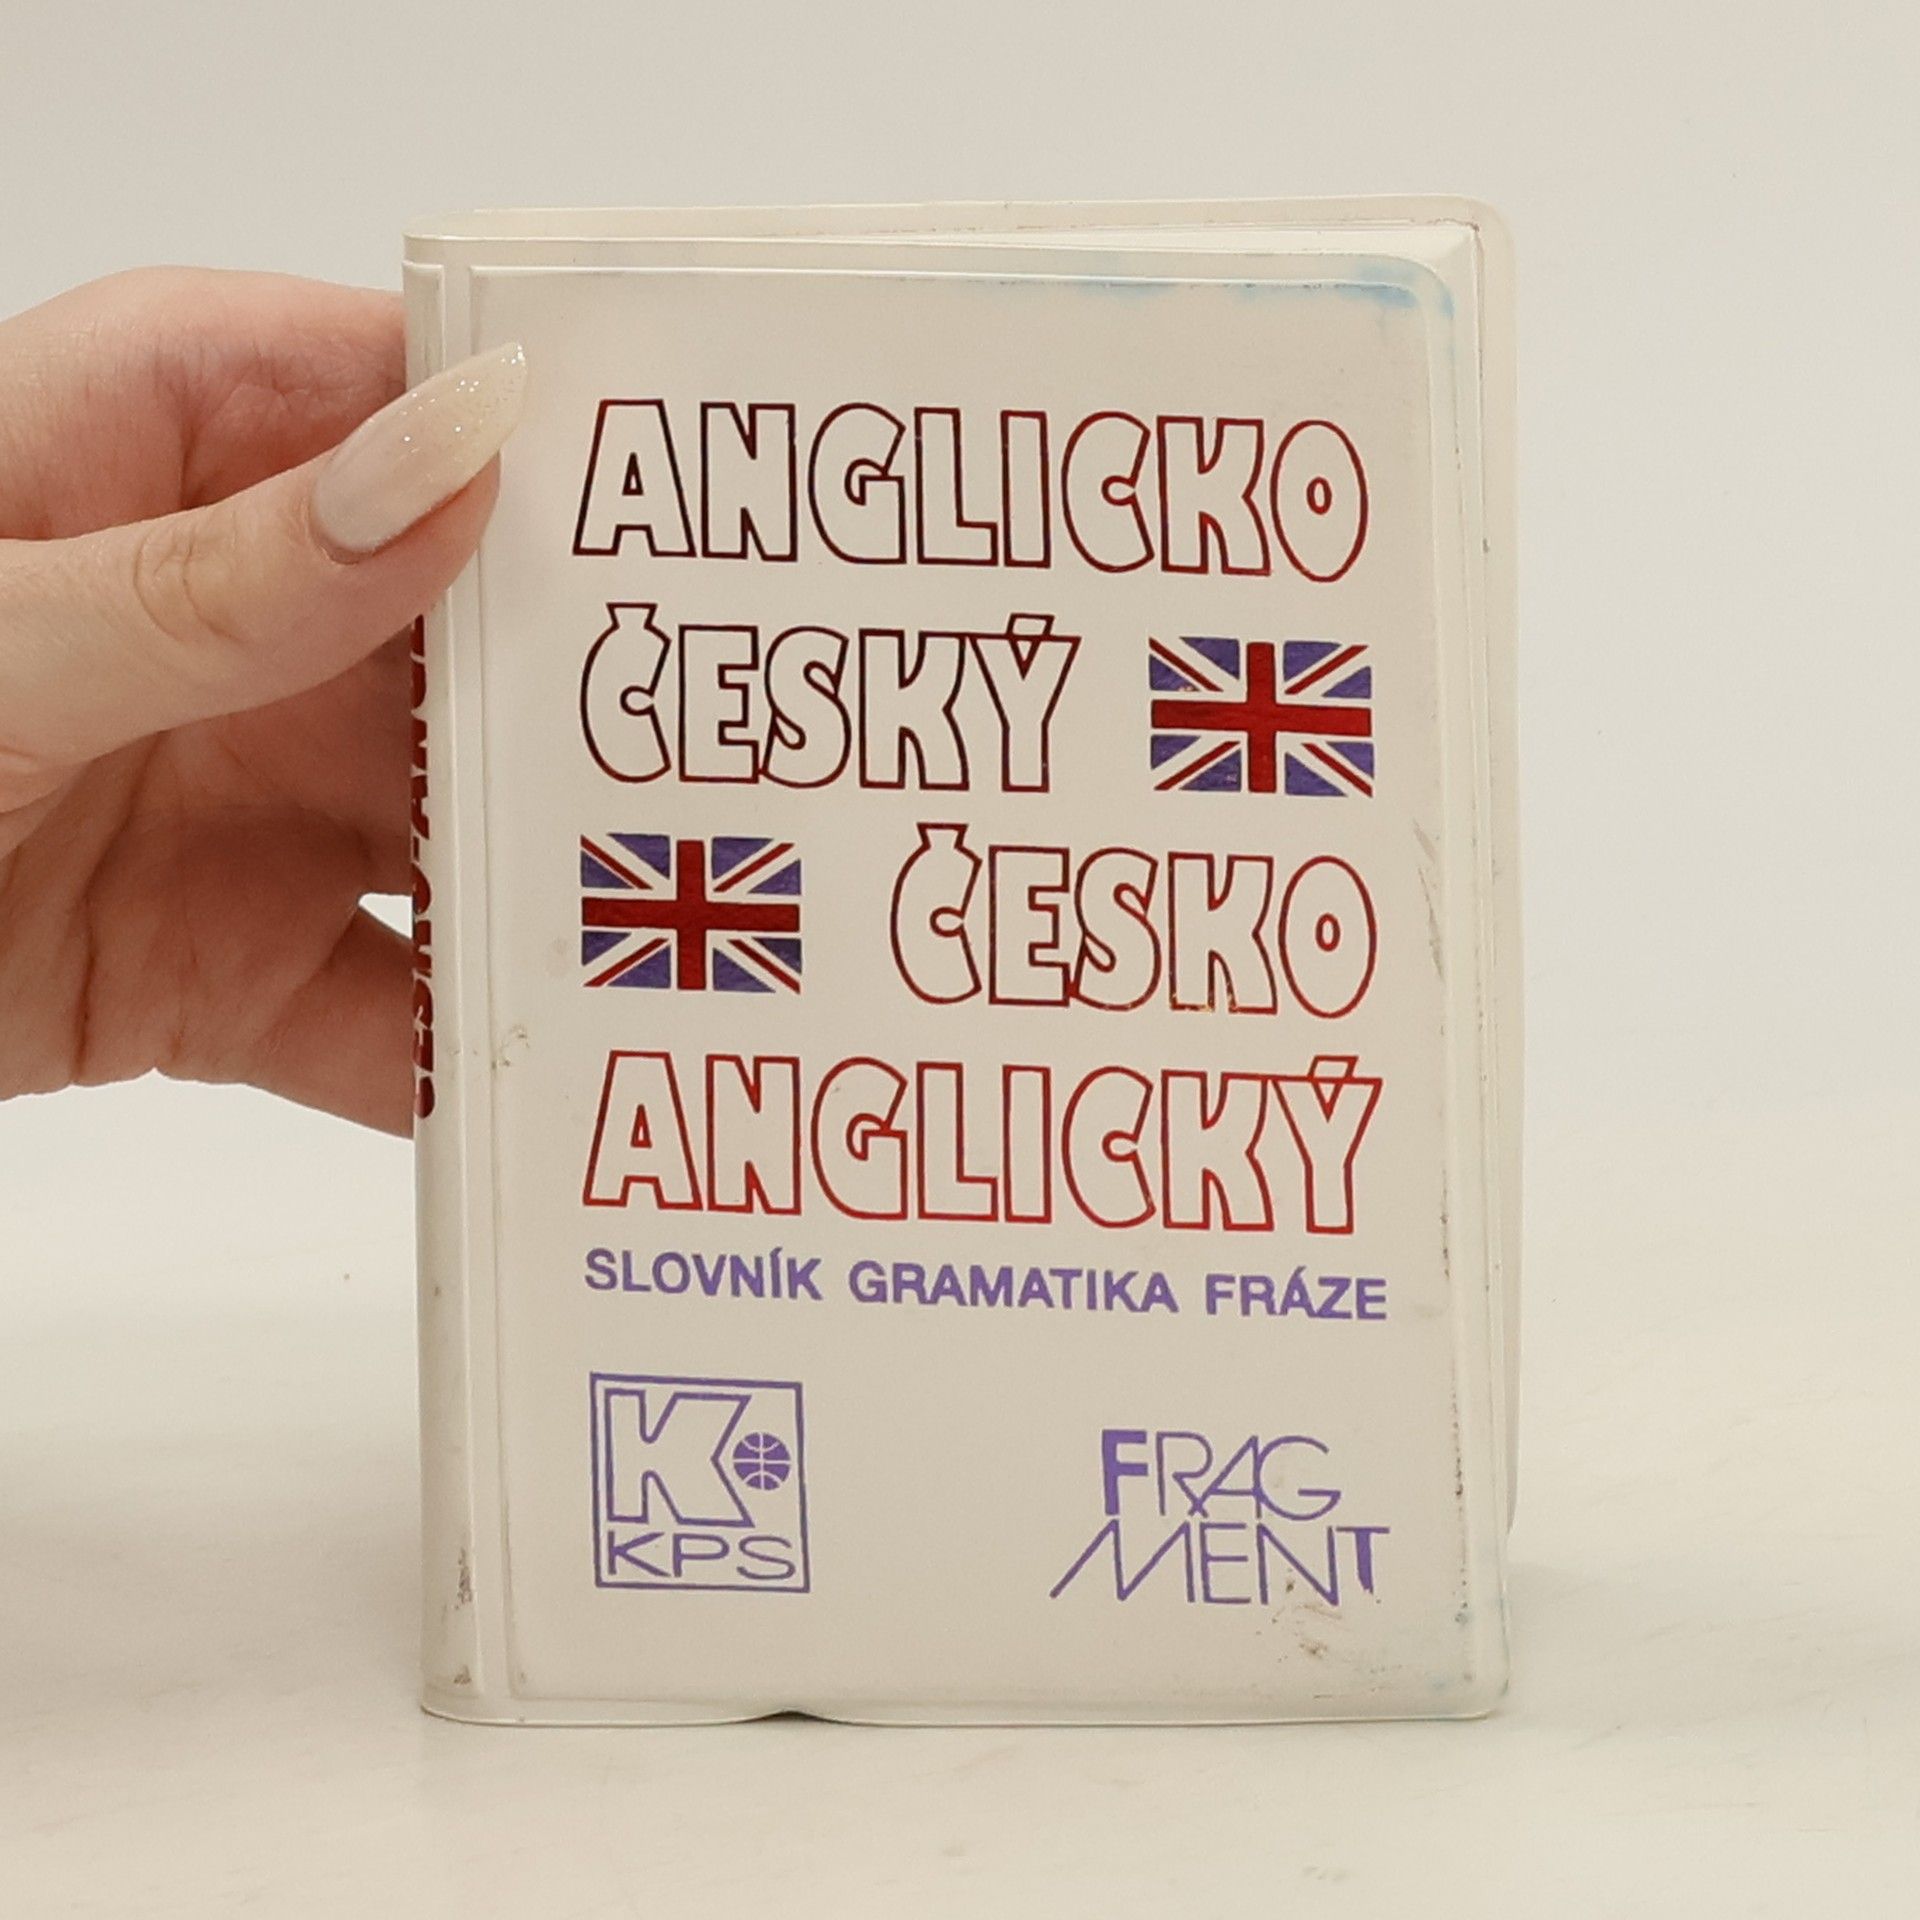 ANGLICKO
ČESKÝ
ČESKO
ANGLICKÝ
SLOVNÍK GRAMATIKA FRÁZE
K
KPS
FRAG
MENT